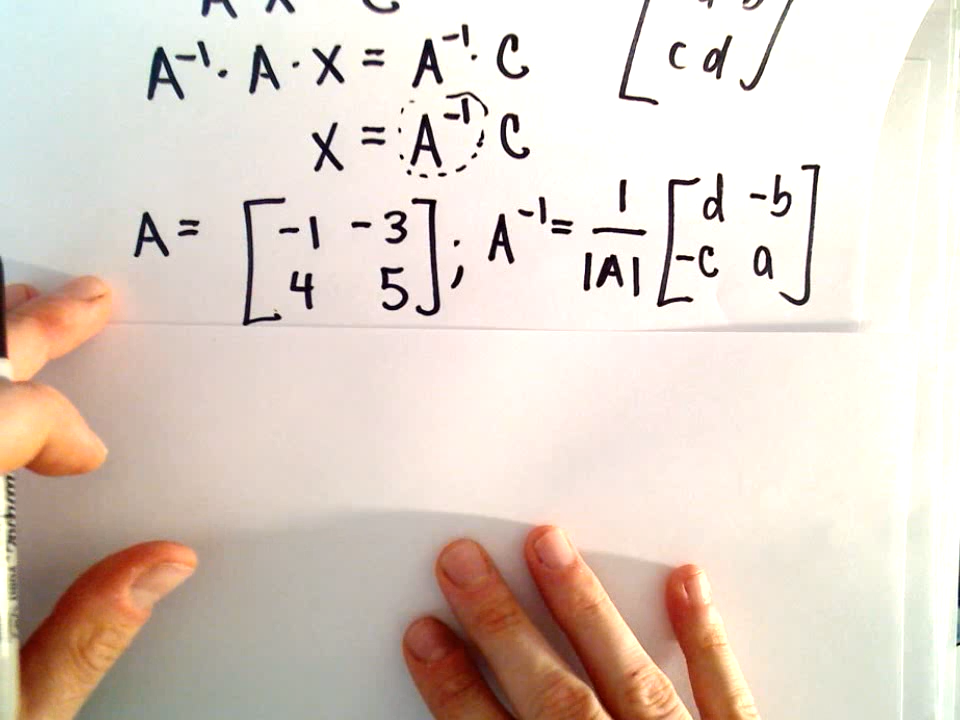 A X C
A⁻¹· A · X = A⁻¹· C
[ c d ]
X = A⁻¹ C
A = [ -1 -3 ; A⁻¹ = 1 [ d -b ]
4 5 ] |A| -c a ]